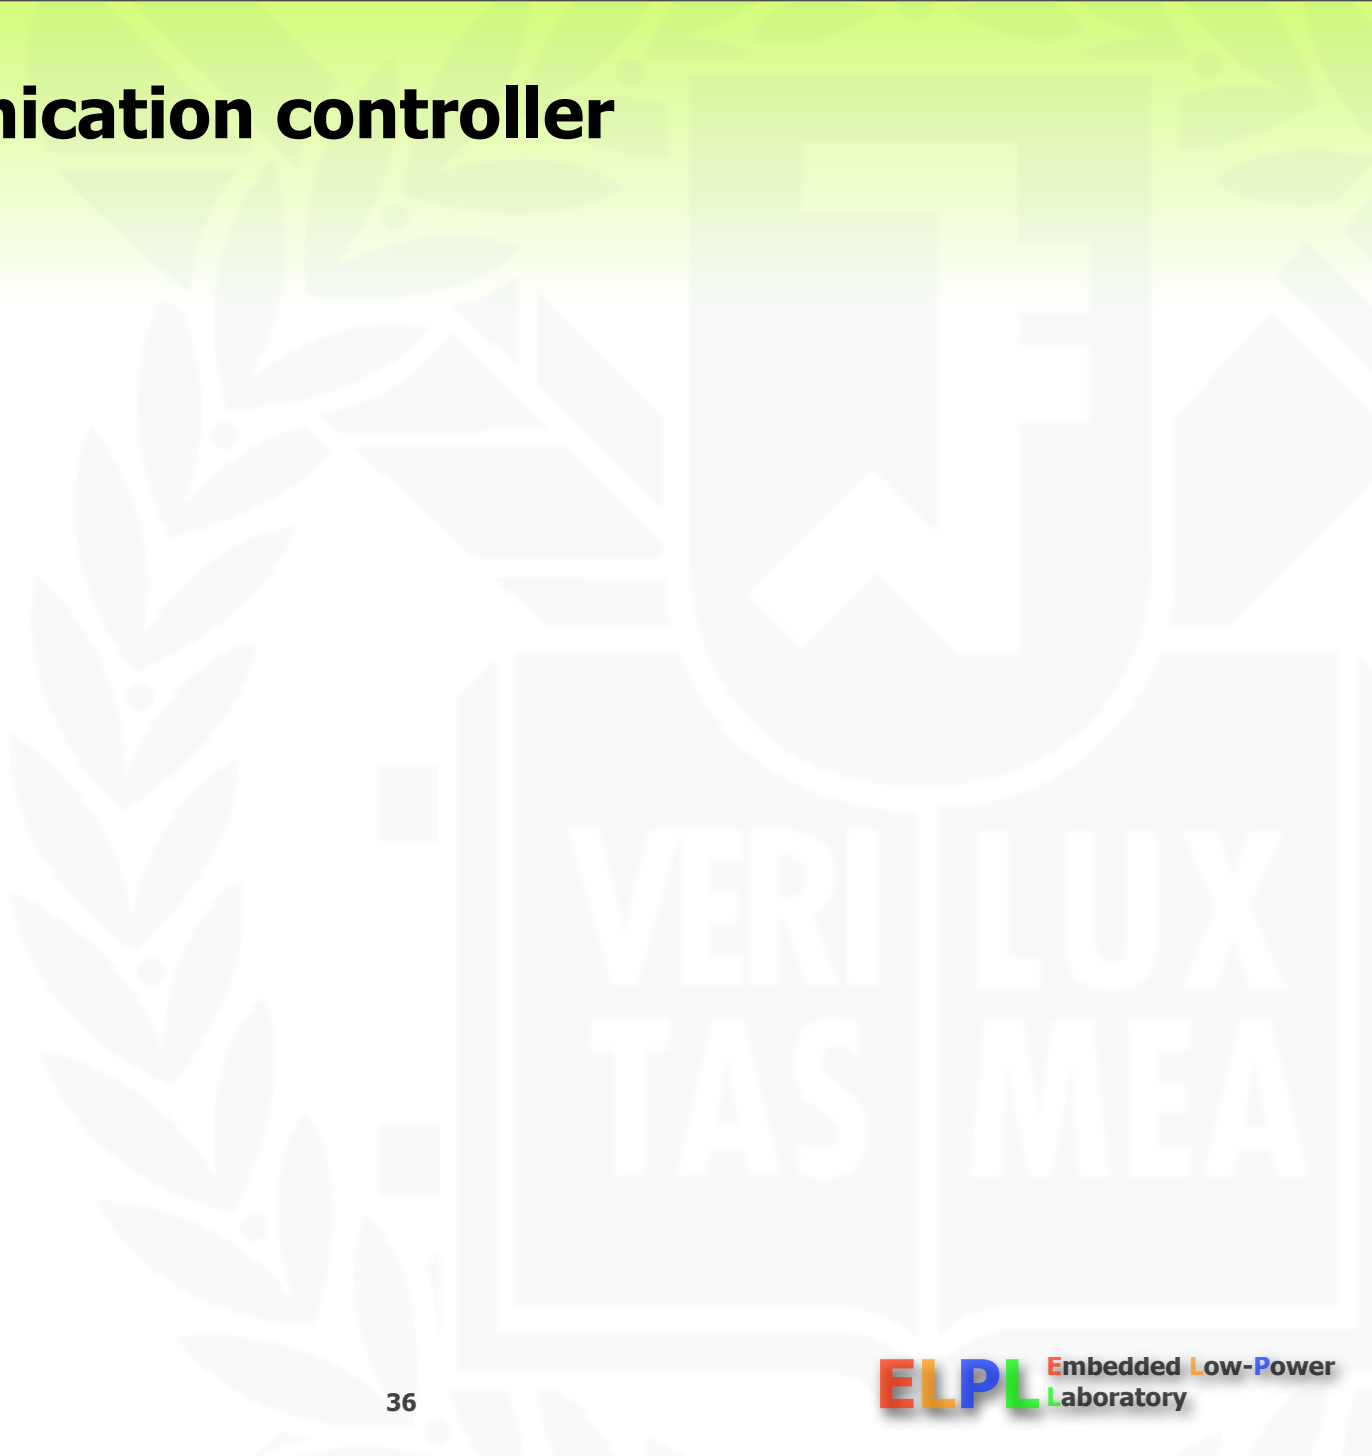 nication controller
VERI LUX
TAS MEA
36
ELPL Embedded Low-Power
Laboratory